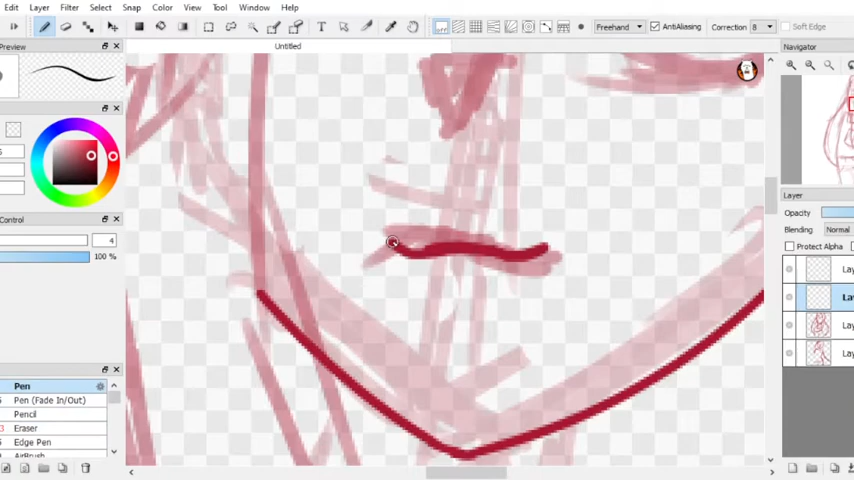 Edit Layer Filter Select Snap Color View Tool Window Help
Freehand AntiAliasing Correction 8 Soft Edge
Preview
Untitled
Navigator
Control
4
100 %
Layer
Opacity
Blending Normal
Protect Alpha
Pen
Pen (Fade In/Out)
Pencil
Eraser
Edge Pen